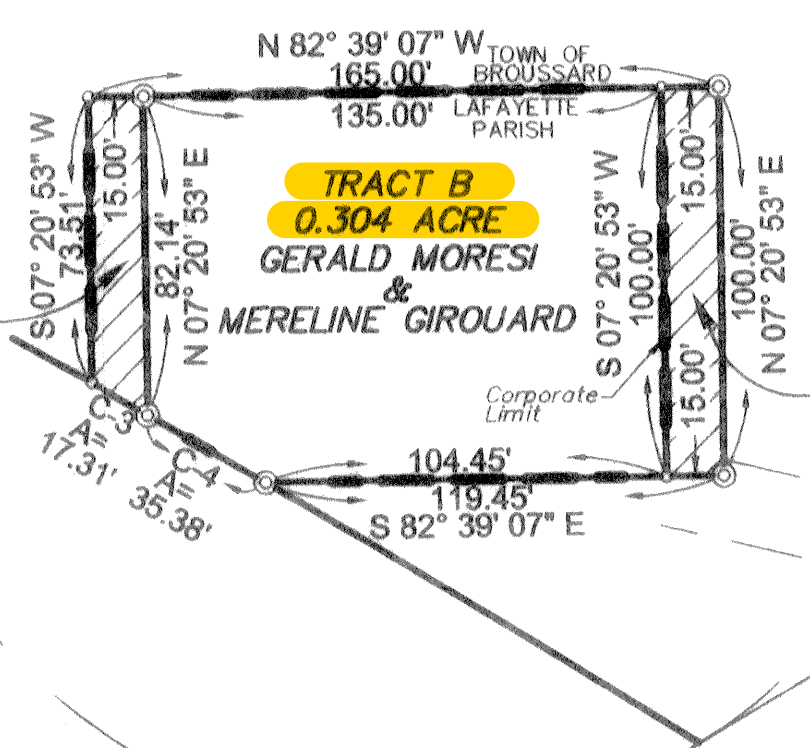 N 82° 39' 07" W
165.00'
135.00'
TOWN OF
BROUSSARD
LAFAYETTE
PARISH
S 07° 20' 53" W
73.51'
15.00'
82.14'
N 07° 20' 53" E
TRACT B
0.304 ACRE
GERALD MORESI
&
MERELINE GIROUARD
S 07° 20' 53" W
100.00'
15.00'
15.00'
100.00'
N 07° 20' 53" E
Corporate
Limit
C-3
A=
17.31'
C-4
A=
35.38'
104.45'
119.45'
S 82° 39' 07" E